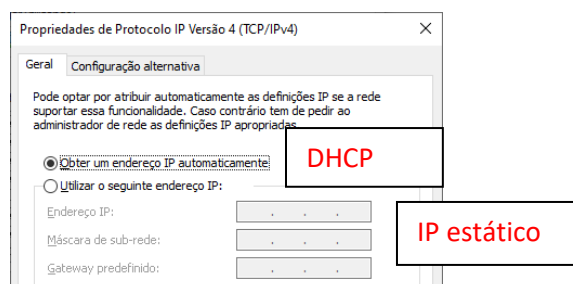 Propriedades de Protocolo IP Versão 4 (TCP/IPv4)
Geral Configuração alternativa
Pode optar por atribuir automaticamente as definições IP se a rede
suportar essa funcionalidade. Caso contrário tem de pedir ao
administrador de rede as definições IP apropriadas.
Obter um endereço IP automaticamente
DHCP
Utilizar o seguinte endereço IP:
Endereço IP:
IP estático
Máscara de sub-rede:
Gateway predefinido: